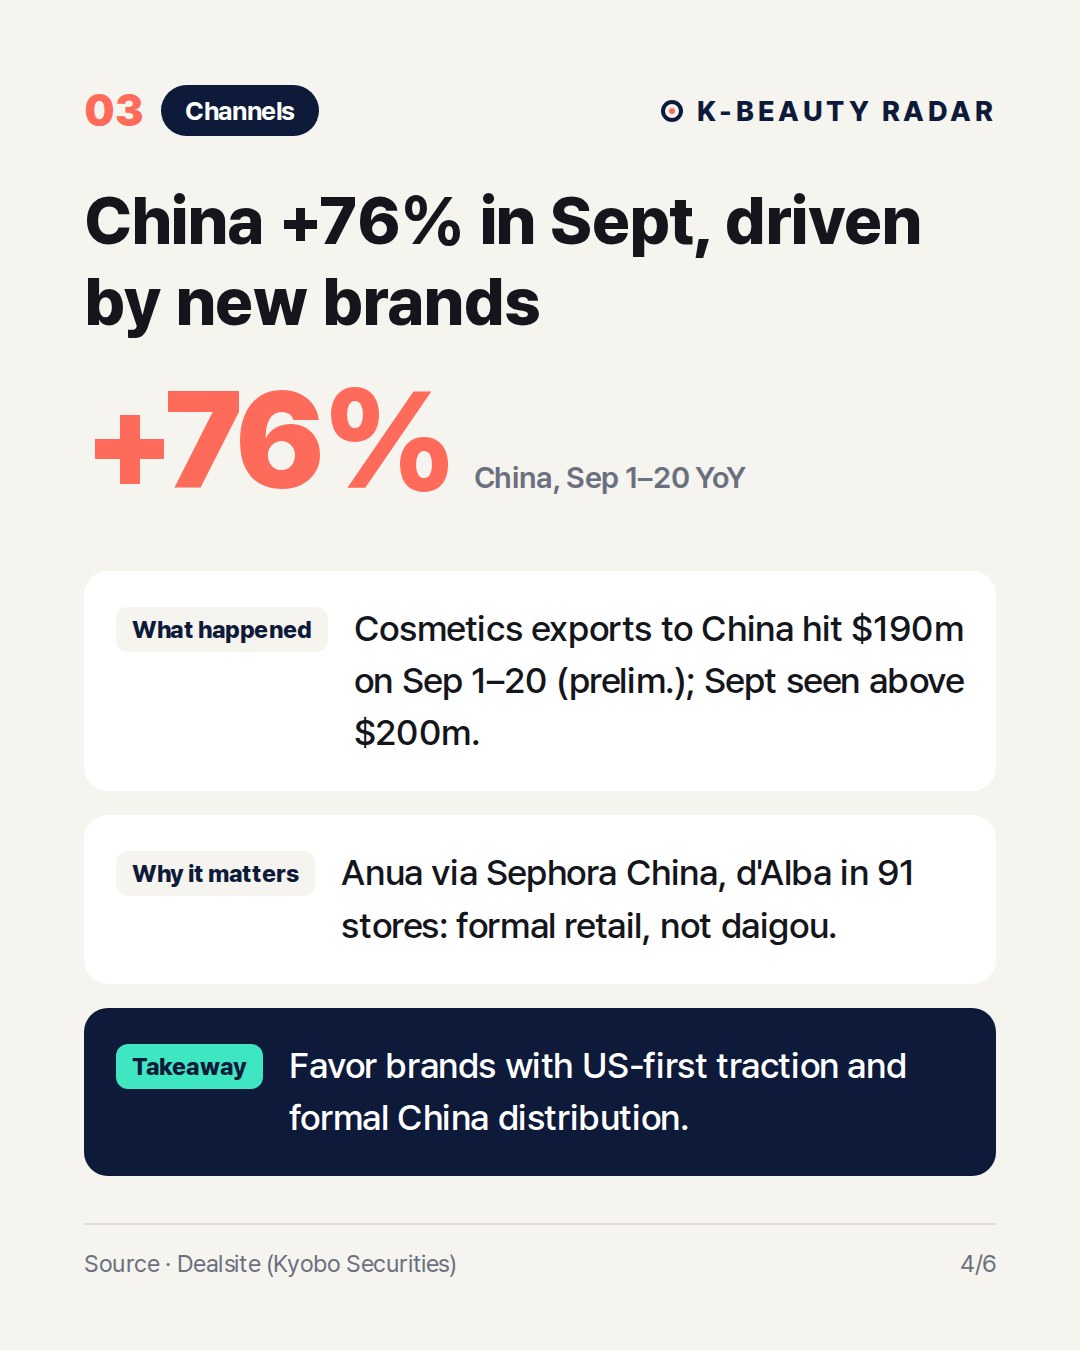 03 Channels
K-BEAUTY RADAR
China +76% in Sept, driven
by new brands
+76% China, Sep 1–20 YoY
What happened
Cosmetics exports to China hit $190m
on Sep 1–20 (prelim.); Sept seen above
$200m.
Why it matters
Anua via Sephora China, d'Alba in 91
stores: formal retail, not daigou.
Takeaway
Favor brands with US-first traction and
formal China distribution.
Source · Dealsite (Kyobo Securities)
4/6